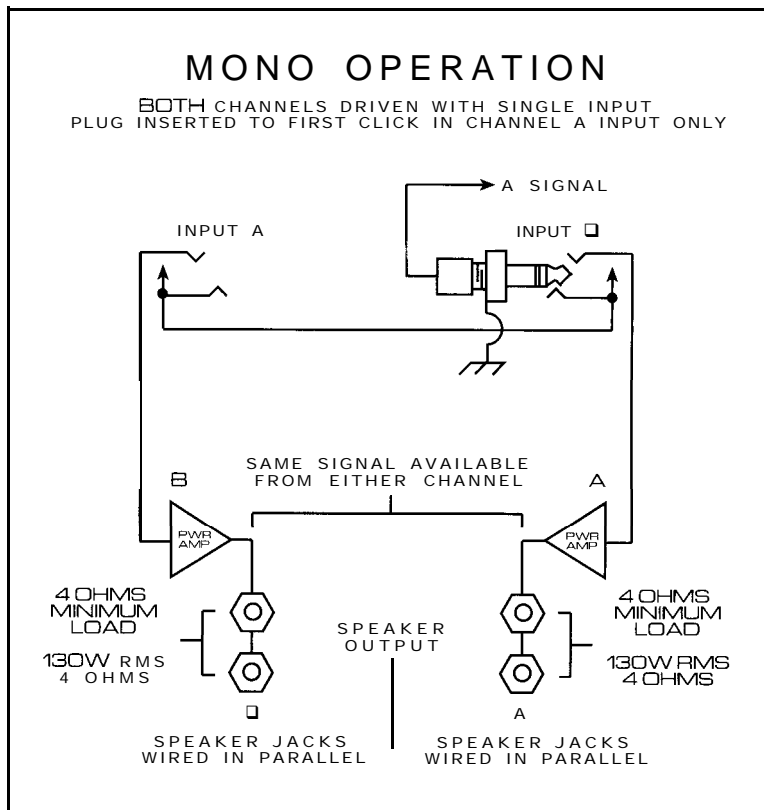 MONO OPERATION
BOTH CHANNELS DRIVEN WITH SINGLE INPUT
PLUG INSERTED TO FIRST CLICK IN CHANNEL A INPUT ONLY
A SIGNAL
INPUT A
INPUT ❑
SAME SIGNAL AVAILABLE
FROM EITHER CHANNEL
B
A
PWR
AMP
PWR
AMP
4 OHMS
MINIMUM
LOAD
130W RMS
4 OHMS
SPEAKER
OUTPUT
4 OHMS
MINIMUM
LOAD
130W RMS
4 OHMS
❑
A
SPEAKER JACKS
WIRED IN PARALLEL
SPEAKER JACKS
WIRED IN PARALLEL